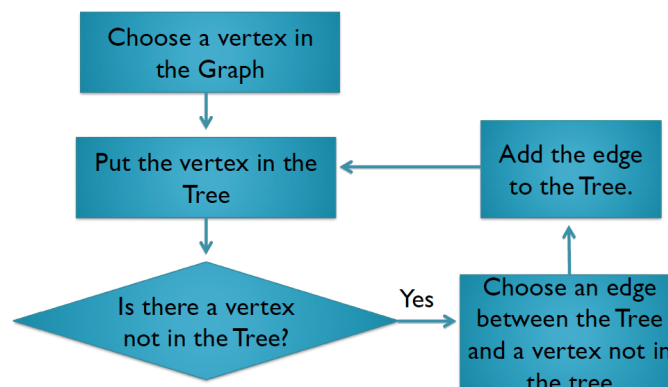 Choose a vertex in
the Graph
Put the vertex in the
Tree
Add the edge
to the Tree.
Is there a vertex
not in the Tree?
Yes
Choose an edge
between the Tree
and a vertex not in
the tree